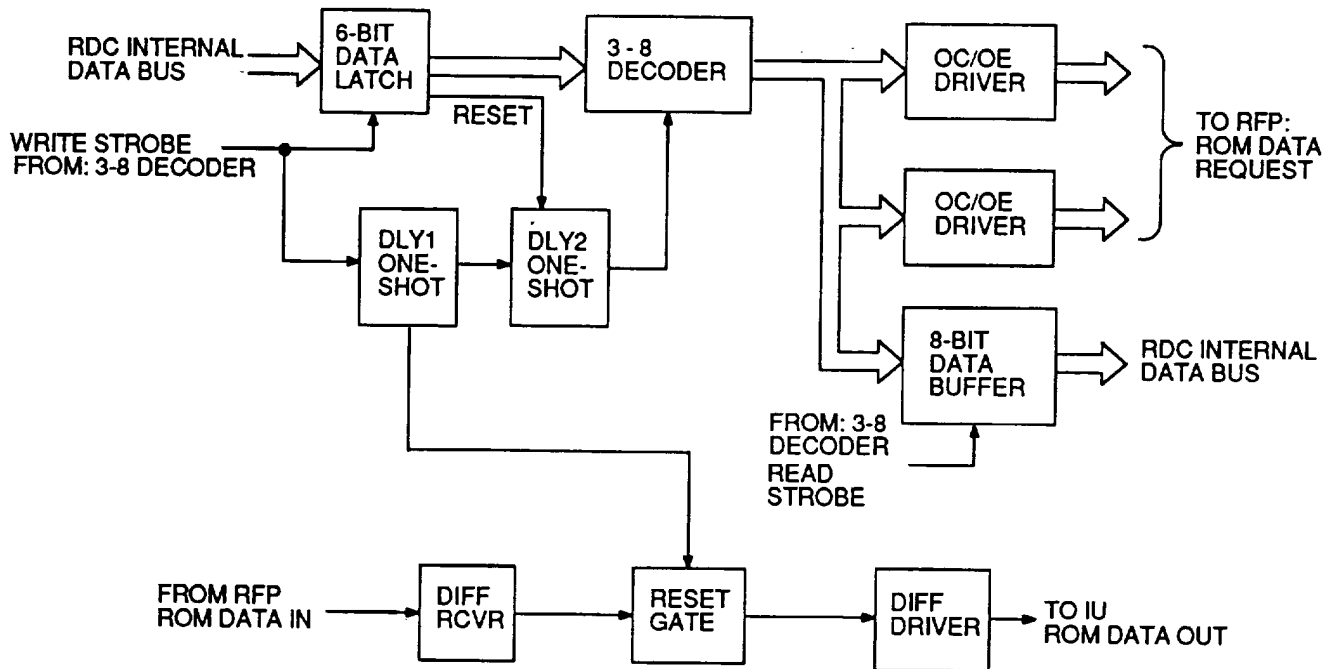 RDC INTERNAL
DATA BUS
6-BIT
DATA
LATCH
3 - 8
DECODER
OC/OE
DRIVER
RESET
WRITE STROBE
FROM: 3-8 DECODER
TO RFP:
ROM DATA
REQUEST
OC/OE
DRIVER
DLY1
ONE-
SHOT
DLY2
ONE-
SHOT
8-BIT
DATA
BUFFER
RDC INTERNAL
DATA BUS
FROM: 3-8
DECODER
READ
STROBE
FROM RFP
ROM DATA IN
DIFF
RCVR
RESET
GATE
DIFF
DRIVER
TO IU
ROM DATA OUT